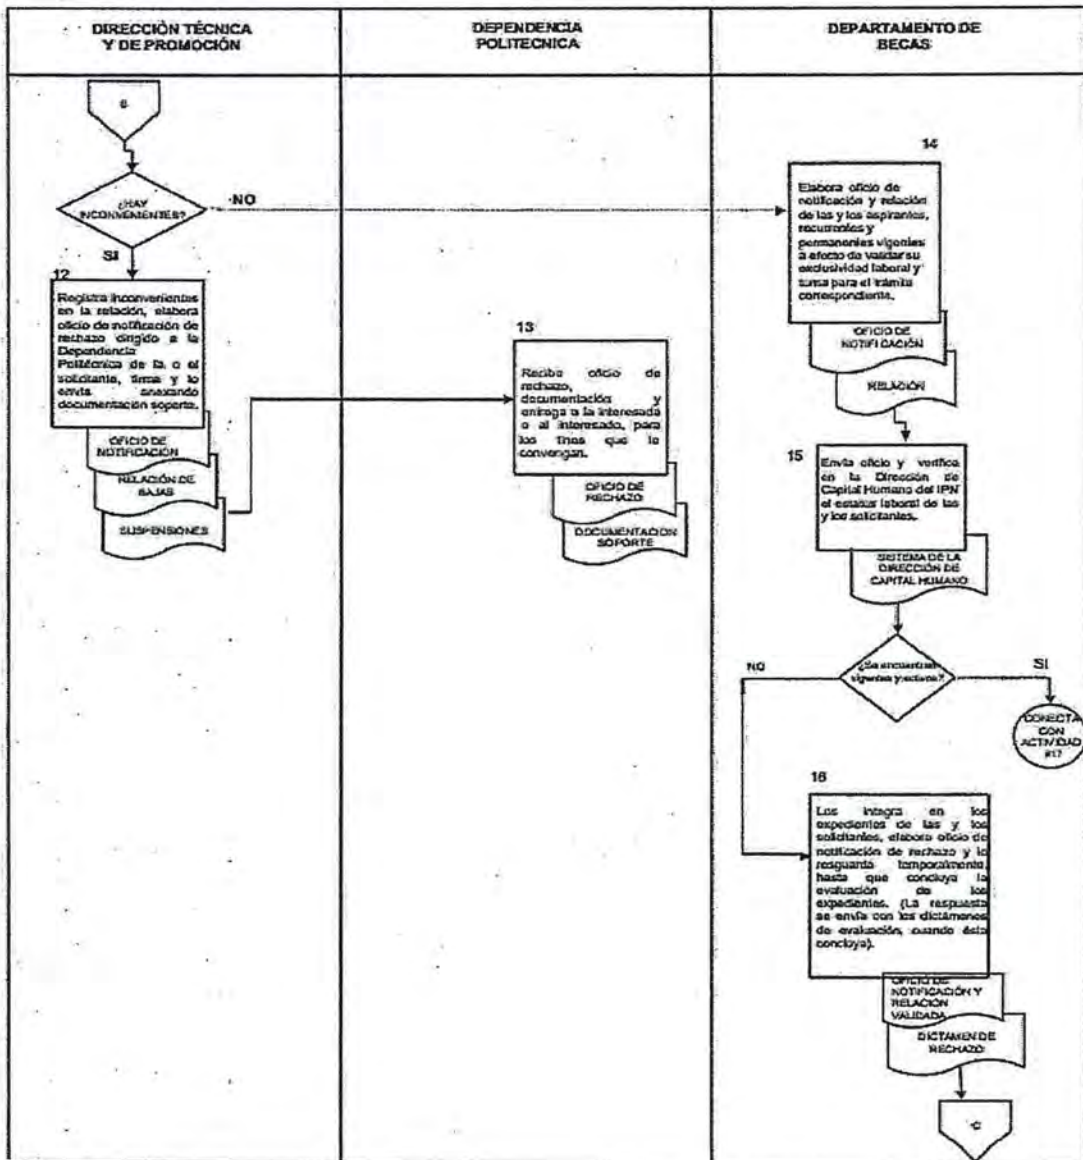 DIRECCIÓN TÉCNICA
Y DE PROMOCIÓN
DEPENDENCIA
POLITECNICA
DEPARTAMENTO DE
BECAS
¿HAY
INCONVENIENTES?
NO
SI
12
Registra inconvenientes
en la relación, elabora
oficio de notificación de
rechazo dirigido a la
Dependencia
Politécnica de la o el
solicitante, firma y lo
envía anexando
documentación soporte.
OFICIO DE
NOTIFICACIÓN
RELACIÓN DE
BAJAS
SUSPENSIONES
13
Recibe oficio de
rechazo,
documentación y
entrega a la interesada
o al interesado, para
los fines que le
convengan.
OFICIO DE
RECHAZO
DOCUMENTACION
SOPORTE
14
Elabora oficio de
notificación y relación
de las y los aspirantes,
recurrentes y
permanentes vigentes
a efecto de validar su
exclusividad laboral y
turna para el trámite
correspondiente.
OFICIO DE
NOTIFICACIÓN
RELACIÓN
15
Envía oficio y verifica
en la Dirección de
Capital Humano del IPN
el estatus laboral de las
y los solicitantes.
SISTEMA DE LA
DIRECCIÓN DE
CAPITAL HUMANO
¿Se encuentran
vigentes y activos?
NO
SI
CONECTA
CON
ACTIVIDAD
#17
16
Los integra en los
expedientes de las y los
solicitantes, elabora oficio de
notificación de rechazo y lo
resguarda temporalmente,
hasta que concluya la
evaluación de los
expedientes. (La respuesta
se envía con los dictámenes
de evaluación, cuando ésta
concluya).
OFICIO DE
NOTIFICACIÓN Y
RELACIÓN
VALIDADA
DICTAMEN DE
RECHAZO
C